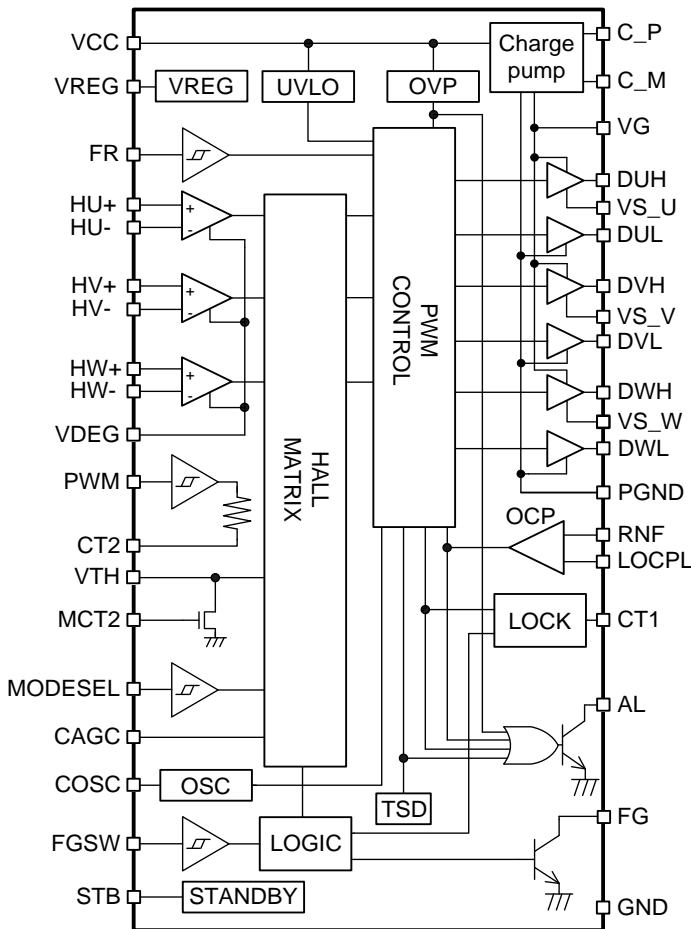 VCC
VREG
FR
HU+
HU-
HV+
HV-
HW+
HW-
VDEG
PWM
CT2
VTH
MCT2
MODESEL
CAGC
COSC
FGSW
STB
VREG
UVLO
OVP
Charge
pump
+
-
+
-
+
-
HALL
MATRIX
PWM
CONTROL
OCP
LOCK
OSC
TSD
LOGIC
STANDBY
C_P
C_M
VG
DUH
VS_U
DUL
DVH
VS_V
DVL
DWH
VS_W
DWL
PGND
RNF
LOCPL
CT1
AL
FG
GND